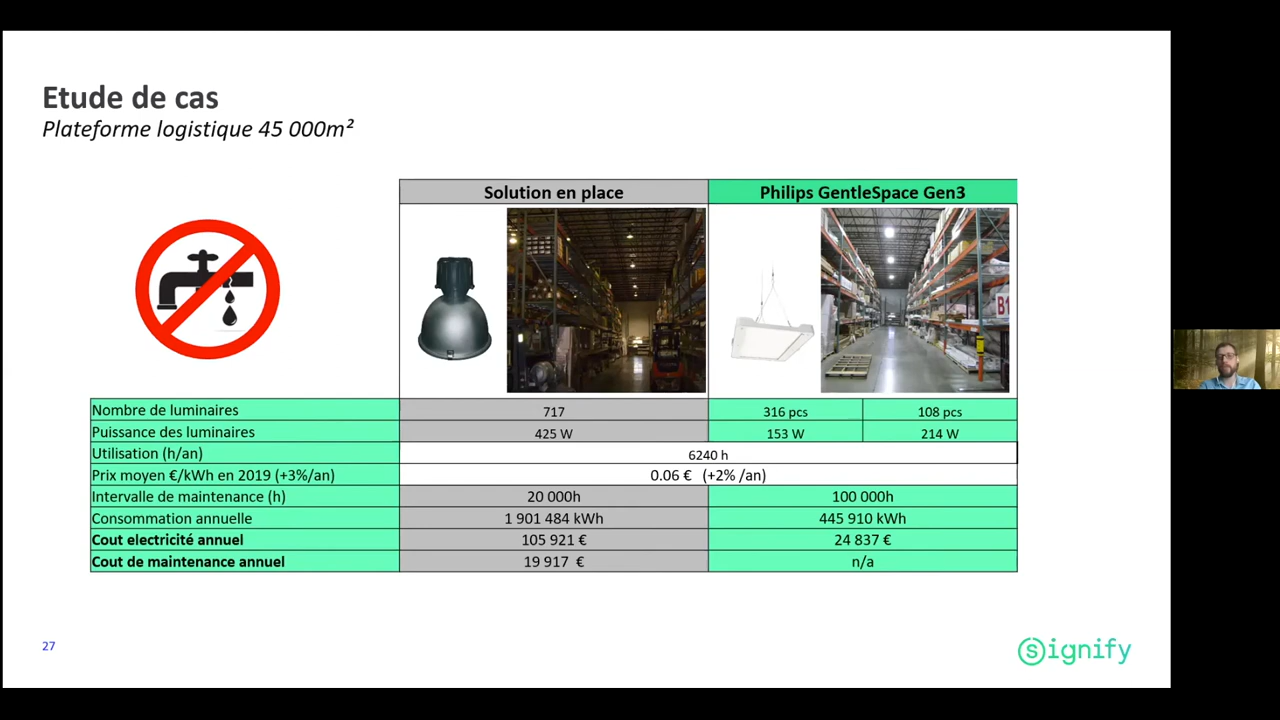 Etude de cas
Plateforme logistique 45 000m²
Solution en place Philips GentleSpace Gen3
B1
Nombre de luminaires 717 316 pcs 108 pcs
Puissance des luminaires 425 W 153 W 214 W
Utilisation (h/an) 6240 h
Prix moyen €/kWh en 2019 (+3%/an) 0.06 € (+2% /an)
Intervalle de maintenance (h) 20 000h 100 000h
Consommation annuelle 1 901 484 kWh 445 910 kWh
Cout electricité annuel 105 921 € 24 837 €
Cout de maintenance annuel 19 917 € n/a
27
signify